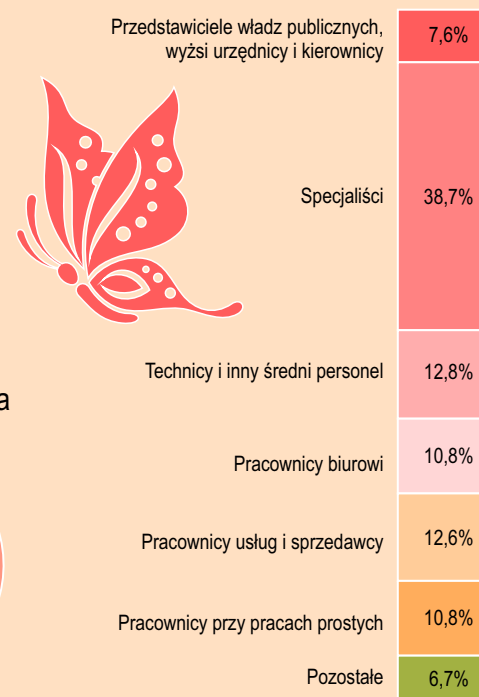 Przedstawiciele władz publicznych, 7,6%
wyżsi urzędnicy i kierownicy
Specjaliści 38,7%
Technicy i inny średni personel 12,8%
a
Pracownicy biurowi 10,8%
Pracownicy usług i sprzedawcy 12,6%
Pracownicy przy pracach prostych 10,8%
Pozostałe 6,7%